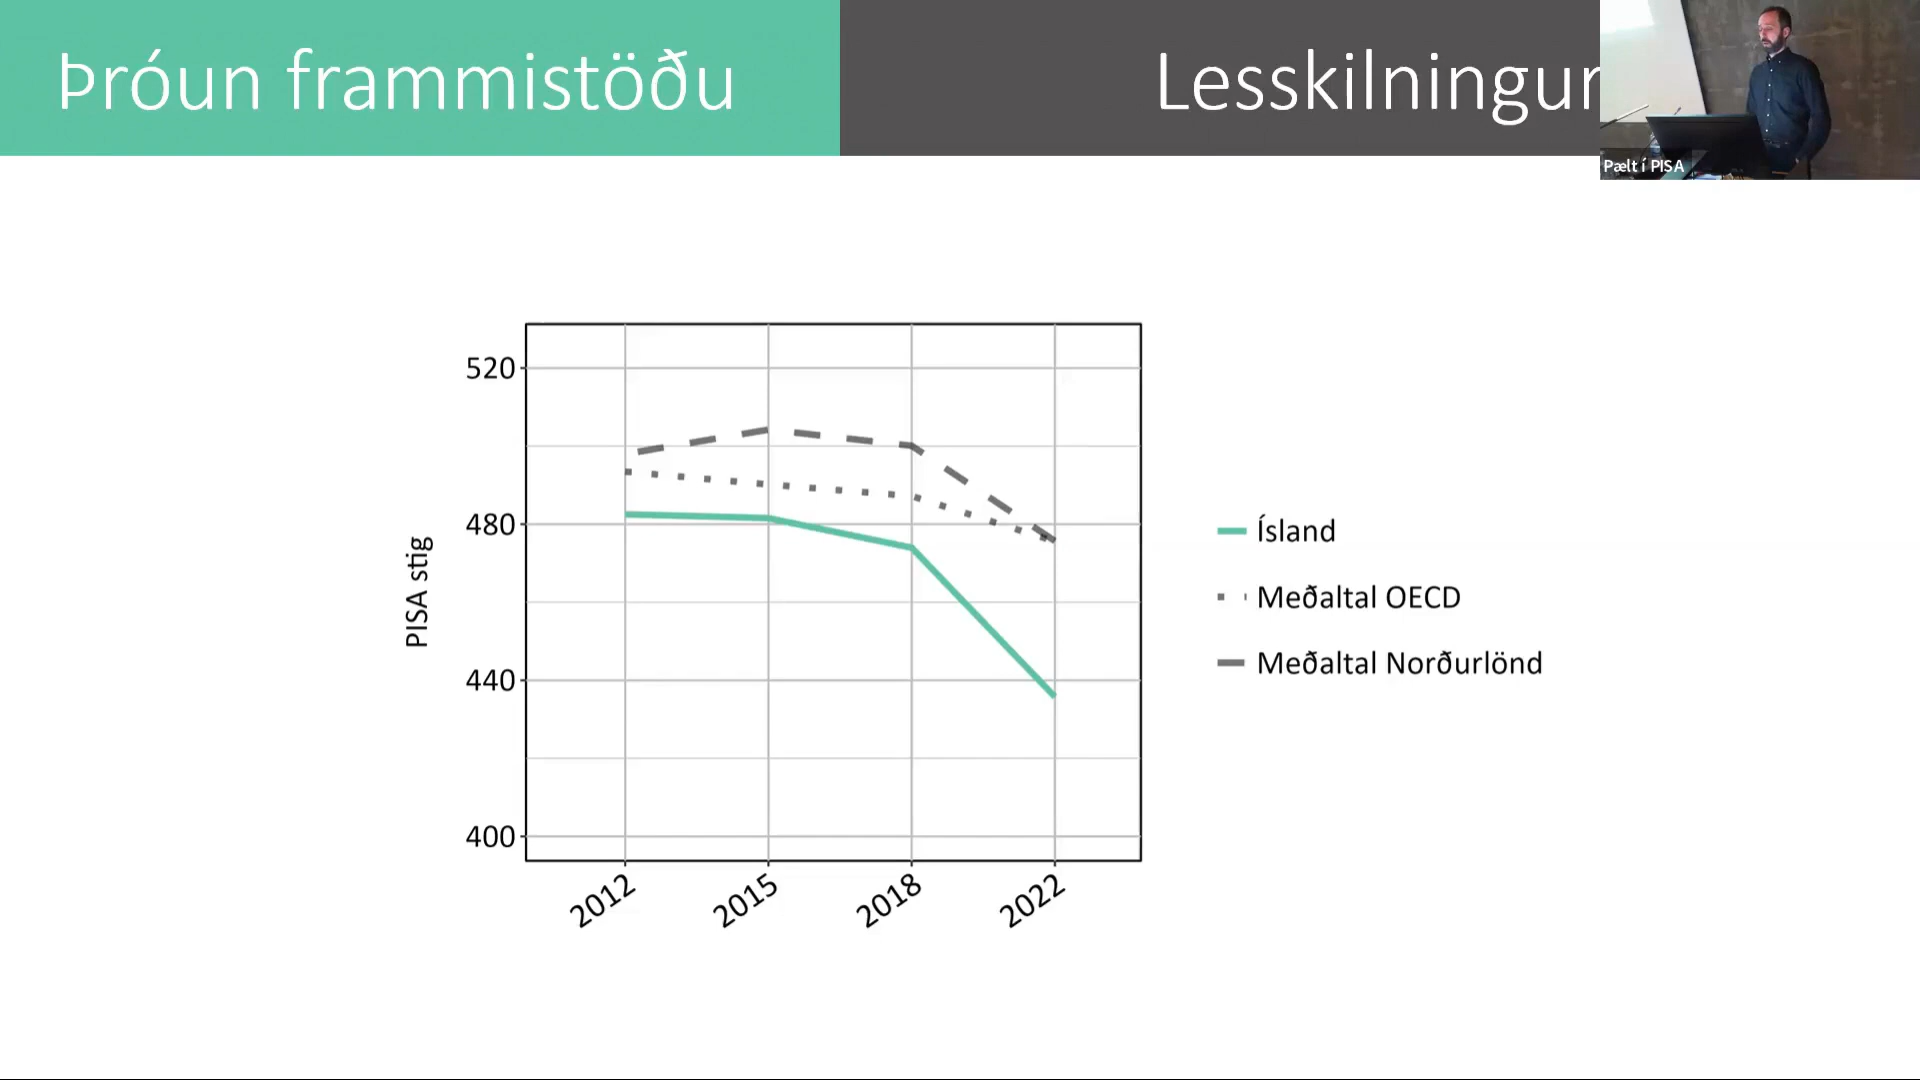 Þróun frammistöðu
Lesskilningur
Pælt í PISA
520
480
440
400
PISA stig
2012
2015
2018
2022
Ísland
Meðaltal OECD
Meðaltal Norðurlönd